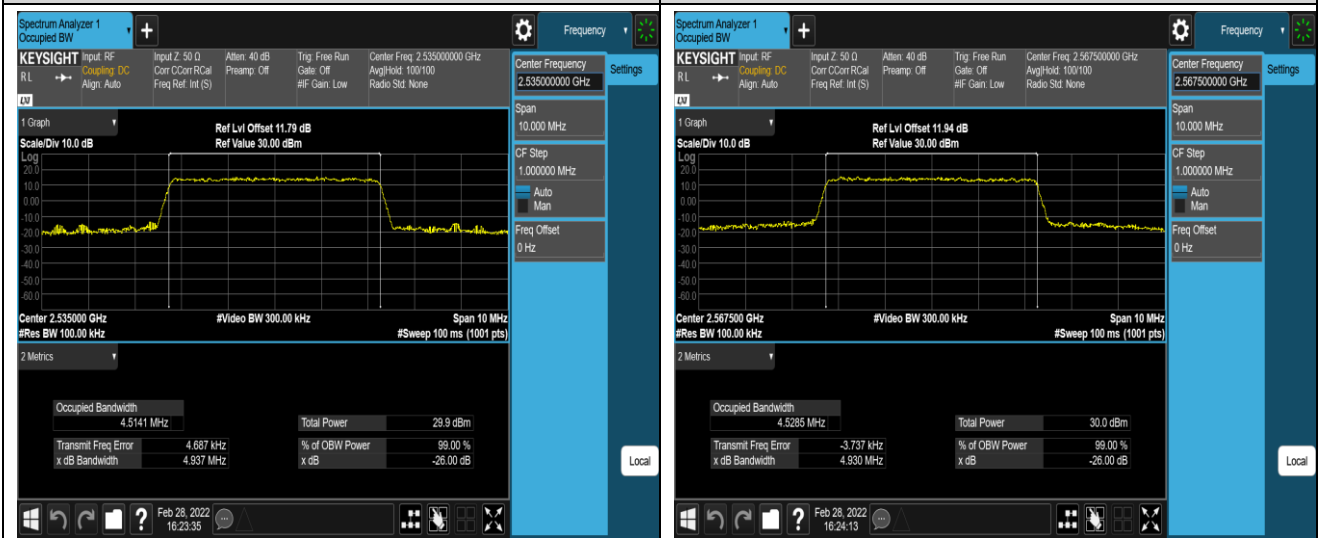 Spectrum Analyzer 1
Occupied BW
+
Frequency
KEYSIGHT
RL
Input: RF
Coupling: DC
Align: Auto
Input Z: 50 Ω
Corr CCorr RCal
Freq Ref: Int (S)
Atten: 40 dB
Preamp: Off
Trig: Free Run
Gate: Off
#IF Gain: Low
Center Freq: 2.535000000 GHz
Avg|Hold: 100/100
Radio Std: None
LXI
Center Frequency
2.535000000 GHz
Settings
Span
10.000 MHz
CF Step
1.000000 MHz
Auto
Man
Freq Offset
0 Hz
Local
1 Graph
Scale/Div 10.0 dB
Ref Lvl Offset 11.79 dB
Ref Value 30.00 dBm
Log
20.0
10.0
0.00
-10.0
-20.0
-30.0
-40.0
-50.0
-60.0
Center 2.535000 GHz
#Res BW 100.00 kHz
#Video BW 300.00 kHz
Span 10 MHz
#Sweep 100 ms (1001 pts)
2 Metrics
Occupied Bandwidth
4.5141 MHz
Total Power 29.9 dBm
Transmit Freq Error 4.687 kHz
% of OBW Power 99.00 %
x dB Bandwidth 4.937 MHz
x dB -26.00 dB
?
Feb 28, 2022
16:23:35
Spectrum Analyzer 1
Occupied BW
+
Frequency
KEYSIGHT
RL
Input: RF
Coupling: DC
Align: Auto
Input Z: 50 Ω
Corr CCorr RCal
Freq Ref: Int (S)
Atten: 40 dB
Preamp: Off
Trig: Free Run
Gate: Off
#IF Gain: Low
Center Freq: 2.567500000 GHz
Avg|Hold: 100/100
Radio Std: None
LXI
Center Frequency
2.567500000 GHz
Settings
Span
10.000 MHz
CF Step
1.000000 MHz
Auto
Man
Freq Offset
0 Hz
Local
1 Graph
Scale/Div 10.0 dB
Ref Lvl Offset 11.94 dB
Ref Value 30.00 dBm
Log
20.0
10.0
0.00
-10.0
-20.0
-30.0
-40.0
-50.0
-60.0
Center 2.567500 GHz
#Res BW 100.00 kHz
#Video BW 300.00 kHz
Span 10 MHz
#Sweep 100 ms (1001 pts)
2 Metrics
Occupied Bandwidth
4.5285 MHz
Total Power 30.0 dBm
Transmit Freq Error -3.737 kHz
% of OBW Power 99.00 %
x dB Bandwidth 4.930 MHz
x dB -26.00 dB
?
Feb 28, 2022
16:24:13